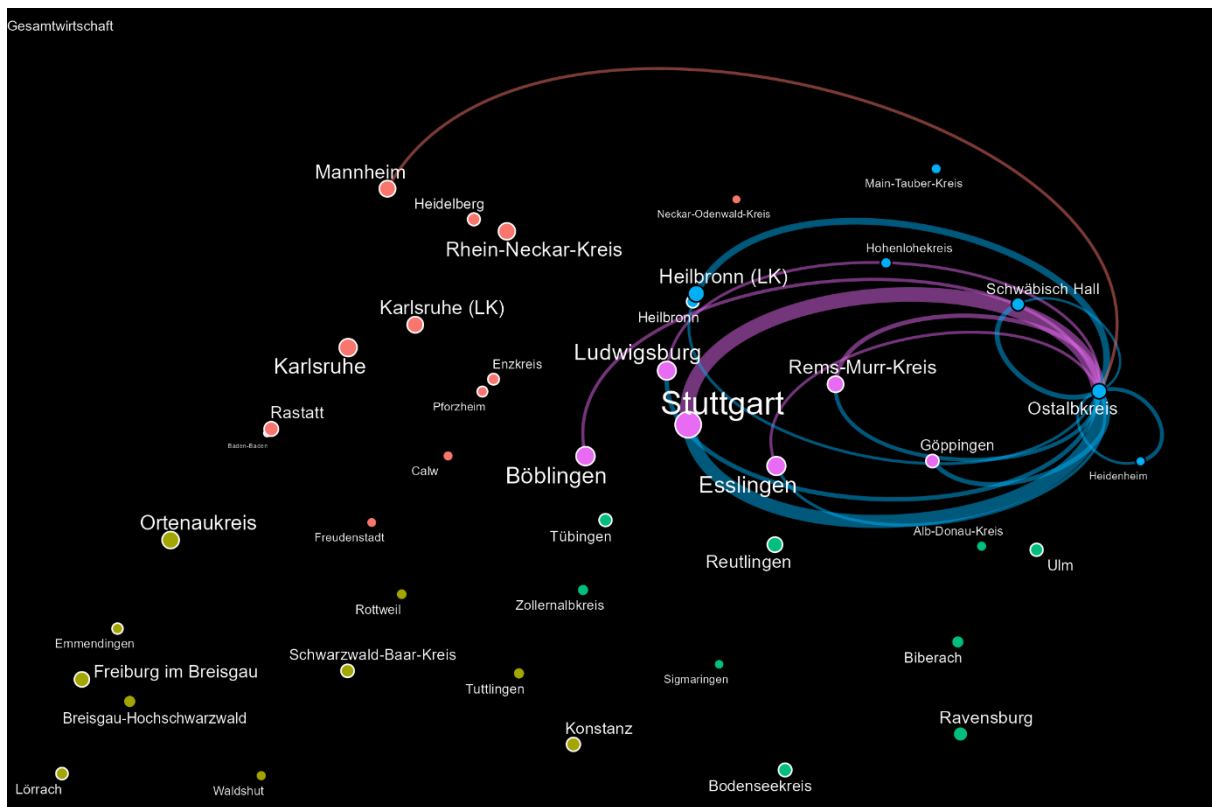 Gesamtwirtschaft
Mannheim
Main-Tauber-Kreis
Heidelberg
Neckar-Odenwald-Kreis
Rhein-Neckar-Kreis
Hohenlohekreis
Heilbronn (LK)
Schwäbisch Hall
Karlsruhe (LK)
Heilbronn
Ludwigsburg
Enzkreis
Karlsruhe
Rems-Murr-Kreis
Stuttgart
Pforzheim
Ostalbkreis
Rastatt
Baden-Baden
Göppingen
Calw
Böblingen
Esslingen
Heidenheim
Ortenaukreis
Freudenstadt
Tübingen
Alb-Donau-Kreis
Reutlingen
Ulm
Rottweil
Zollernalbkreis
Emmendingen
Schwarzwald-Baar-Kreis
Biberach
Freiburg im Breisgau
Sigmaringen
Tuttlingen
Breisgau-Hochschwarzwald
Ravensburg
Konstanz
Lörrach
Waldshut
Bodenseekreis